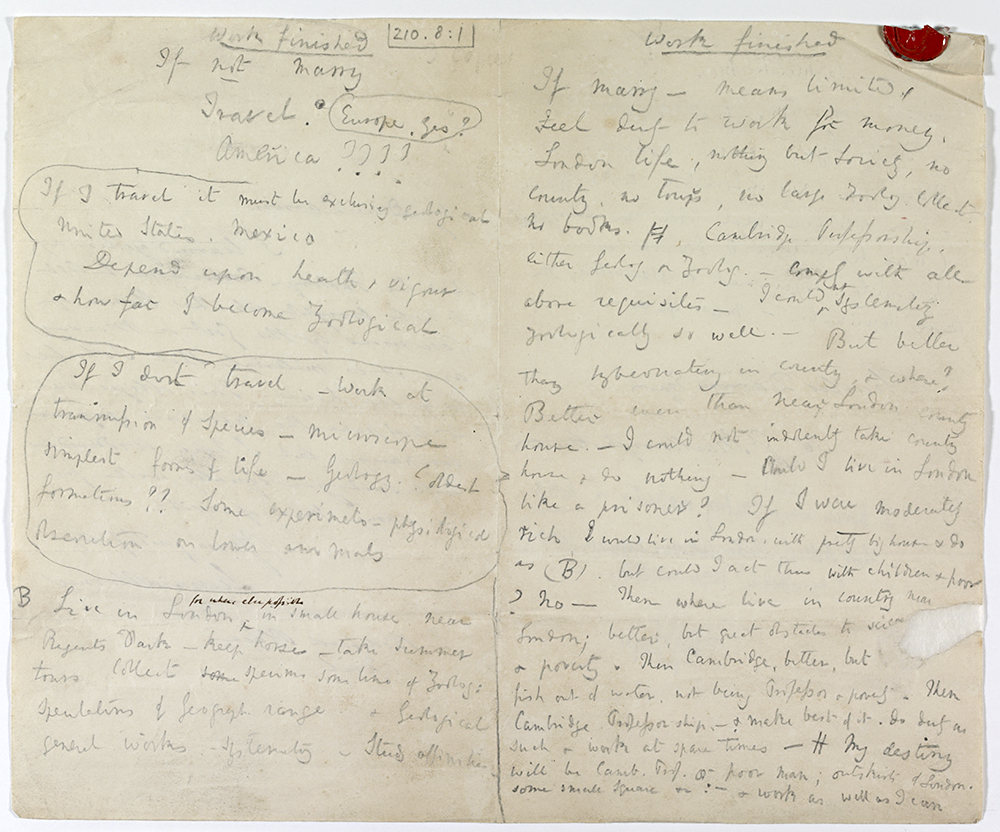 Work finished
210.8:1
If not marry
Travel. Europe, yes?
America ????
If I travel it must be exclusively geological
United States. Mexico
Depend upon health & vigour
& how far I become Zoological
If I dont travel. – Work at
transmission of Species – Microscope
simplest forms of life – Geology. oldest
formations?? Some experiments – physiological
observation on lower animals
B Live in London for where else possible in small house, near
Regents Park – keep horse – take Summer
tours collect specimens some line of Zoolog:
speculations of Geograph. range & Geological
general works. Systematiz – Study affinities.
Work finished
If marry – means limited,
Feel duty to work for money.
London life, nothing but Society, no
country, no tours, no large Zoolog. Collect.
no books. Cambridge Professorship,
either Geolog. or Zoolog. – comply with all
above requisites – I could not systematiz
zoologically so well. – But better
than hybernating in country, & where?
Better even than near London country
house. – I could not indolently take country
house & do nothing – Could I live in London
like a prisoner? If I were moderately
rich I would live in London, with pretty big house & do
as (B). but could I act thus with children & poor
? No – Then where live in country near
London; better, but great obstacles to science
& poverty. Then Cambridge, better, but
fish out of water, not being Professor & poverty. Then
Cambridge Professorship, – & make best of it. do duty as
such & work at spare times – My destiny
will be Camb. Prof. or poor man; outskirts of London.
some small Square &c: – & work as well as I can